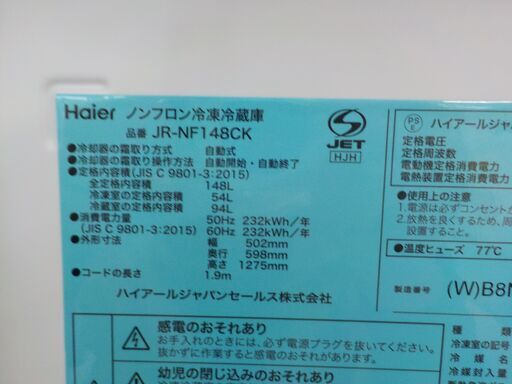 Haier ノンフロン冷凍冷蔵庫
品番 JR-NF148CK
●冷却器の霜取り方式 自動式
●冷却器の霜取り操作方法 自動開始・自動終了
●定格内容積(JIS C 9801-3:2015)
全定格内容積 148L
冷凍室の定格内容積 54L
冷蔵室の定格内容積 94L
●消費電力量 50Hz 232kWh/年
(JIS C 9801-3:2015) 60Hz 232kWh/年
●外形寸法 幅 502mm
奥行 598mm
高さ 1275mm
●コードの長さ 1.9m
ハイアールジャパンセールス株式会社
S
JET
HJH
PS
E
ハイアールジャパ
定格電圧
定格周波数
電動機定格消費電力
電熱装置定格消費電力
●使用上の注意
1.電源は必ずコンセントが
2.放熱を良くするため、周
設置すること。
●温度ヒューズ 77℃
製造番号 (W)B8N
感電のおそれあり
お手入れのときには、必ず電源プラグを抜いてください。
抜かずに作業すると感電のおそれがあります。
幼児の閉じ込めのおそれあり
種類
冷凍室の記号
冷媒
冷媒封入量